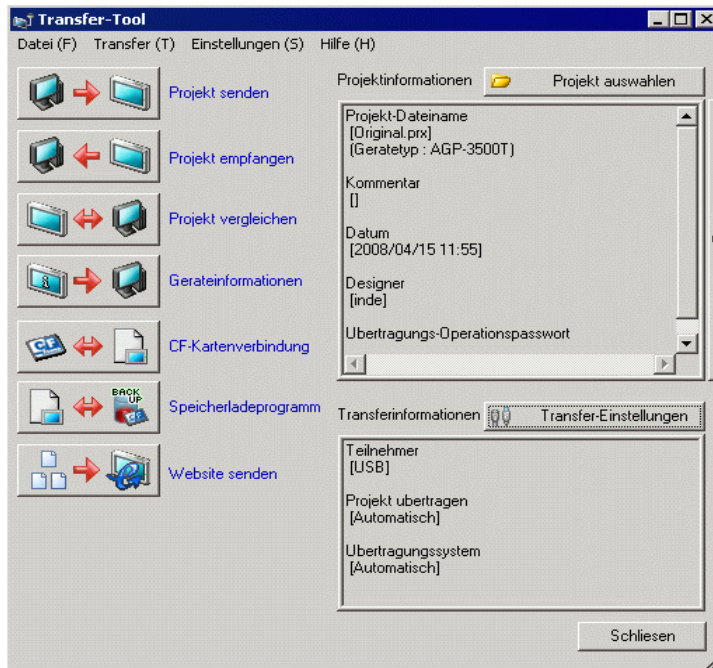 Transfer-Tool
Datei (F) Transfer (T) Einstellungen (S) Hilfe (H)
Projekt senden
Projekt empfangen
Projekt vergleichen
Gerateinformationen
CF-Kartenverbindung
BACK UP
Speicherladeprogramm
Website senden
Projektinformationen
Projekt auswahlen
Projekt-Dateiname
[Original.prx]
(Geratetyp : AGP-3500T)
Kommentar
[]
Datum
[2008/04/15 11:55]
Designer
[inde]
Ubertragungs-Operationspasswort
Transferinformationen
Transfer-Einstellungen
Teilnehmer
[USB]
Projekt ubertragen
[Automatisch]
Ubertragungssystem
[Automatisch]
Schliesen